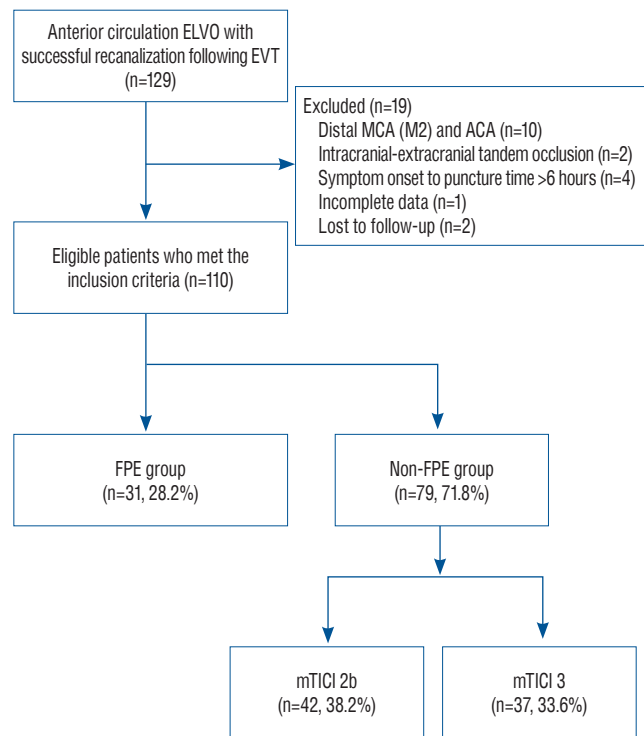 Anterior circulation ELVO with
successful recanalization following EVT
(n=129)
Excluded (n=19)
Distal MCA (M2) and ACA (n=10)
Intracranial-extracranial tandem occlusion (n=2)
Symptom onset to puncture time >6 hours (n=4)
Incomplete data (n=1)
Lost to follow-up (n=2)
Eligible patients who met the
inclusion criteria (n=110)
FPE group
(n=31, 28.2%)
Non-FPE group
(n=79, 71.8%)
mTICI 2b
(n=42, 38.2%)
mTICI 3
(n=37, 33.6%)